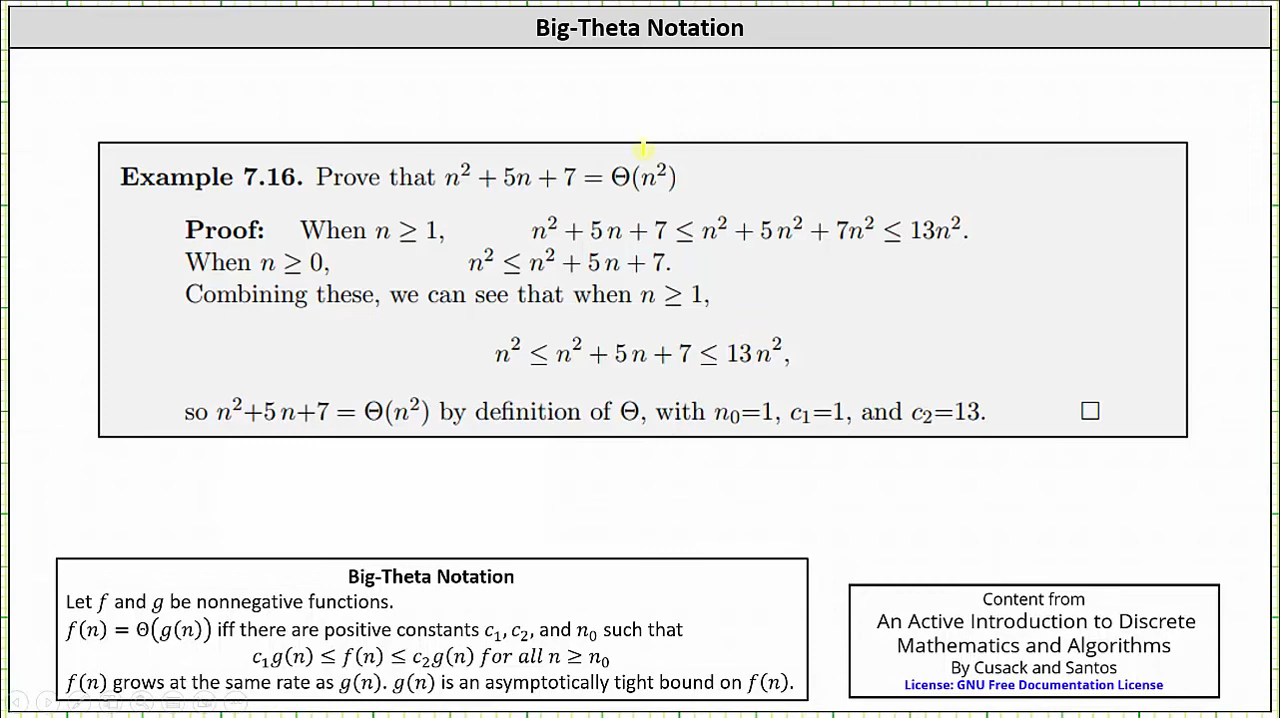 Big-Theta Notation
Example 7.16. Prove that n² + 5n + 7 = Θ(n²)
Proof: When n ≥ 1, n² + 5n + 7 ≤ n² + 5n² + 7n² ≤ 13n².
When n ≥ 0, n² ≤ n² + 5n + 7.
Combining these, we can see that when n ≥ 1,
n² ≤ n² + 5n + 7 ≤ 13n²,
so n²+5n+7 = Θ(n²) by definition of Θ, with n₀=1, c₁=1, and c₂=13. □
Big-Theta Notation
Let f and g be nonnegative functions.
f(n) = Θ(g(n)) iff there are positive constants c₁, c₂, and n₀ such that
c₁g(n) ≤ f(n) ≤ c₂g(n) for all n ≥ n₀
f(n) grows at the same rate as g(n). g(n) is an asymptotically tight bound on f(n).
Content from
An Active Introduction to Discrete
Mathematics and Algorithms
By Cusack and Santos
License: GNU Free Documentation License